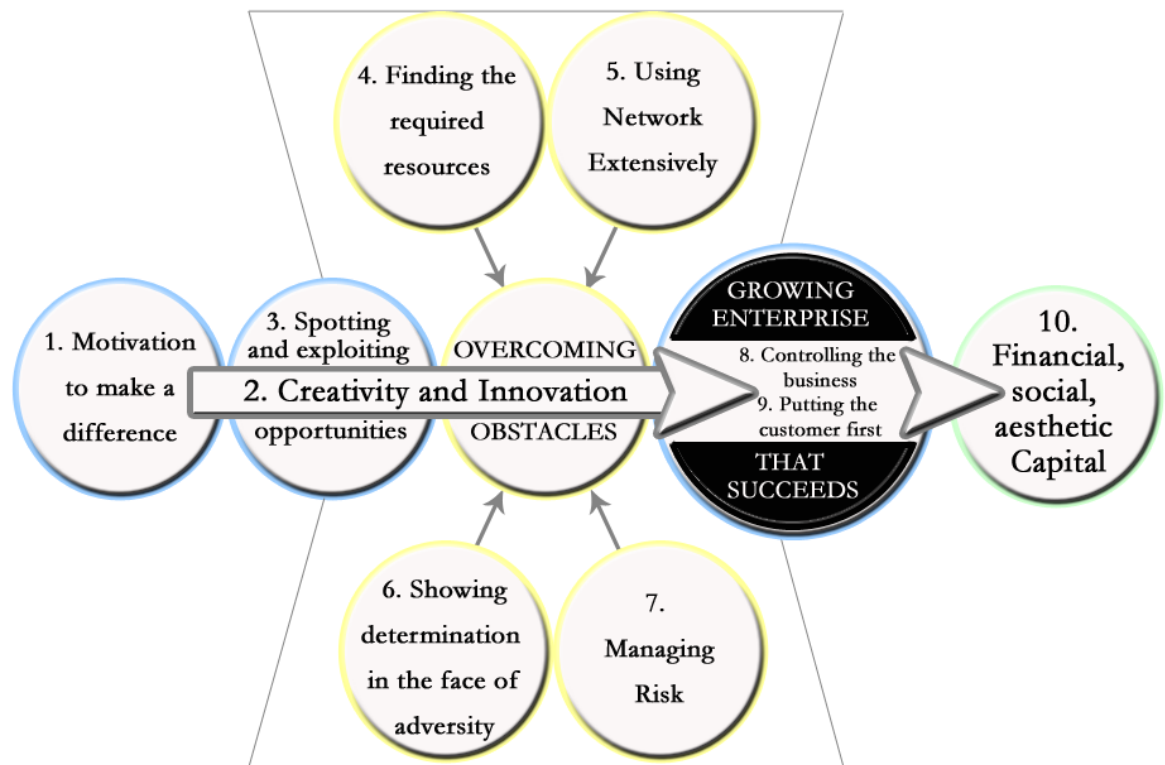 4. Finding the
required
resources
5. Using
Network
Extensively
1. Motivation
to make a
difference
3. Spotting
and exploiting
opportunities
2. Creativity and Innovation
OVERCOMING
OBSTACLES
GROWING
ENTERPRISE
8. Controlling the
business
9. Putting the
customer first
THAT
SUCCEEDS
10.
Financial,
social,
aesthetic
Capital
6. Showing
determination
in the face of
adversity
7.
Managing
Risk